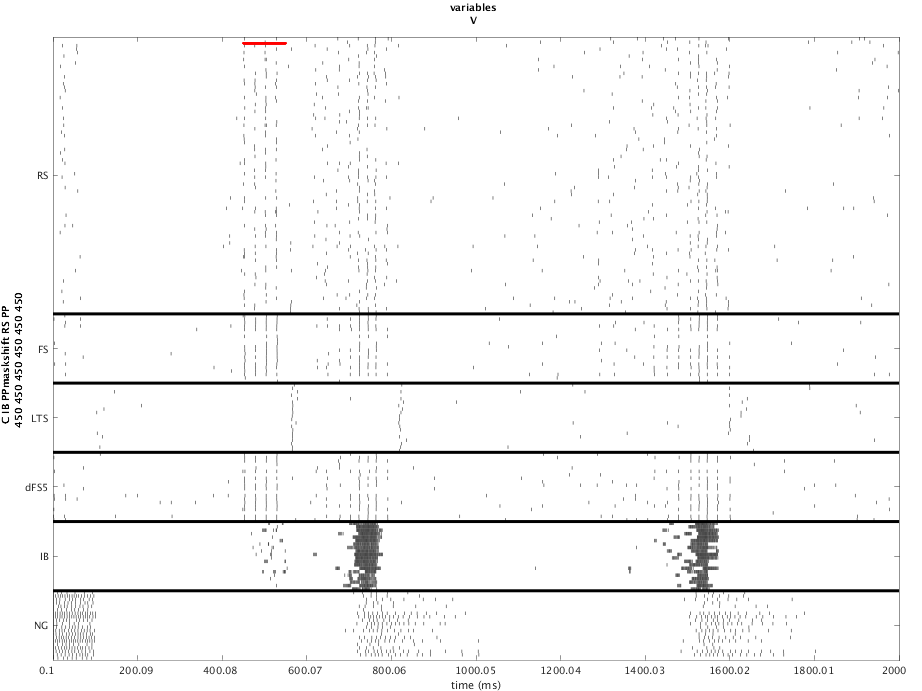 variables
V
RS
FS
LTS
dFS5
IB
NG
C IB PPmaskshift RS PP
450 450 450 450 450 450
0.1 200.09 400.08 600.07 800.06 1000.05 1200.04 1400.03 1600.02 1800.01 2000
time (ms)